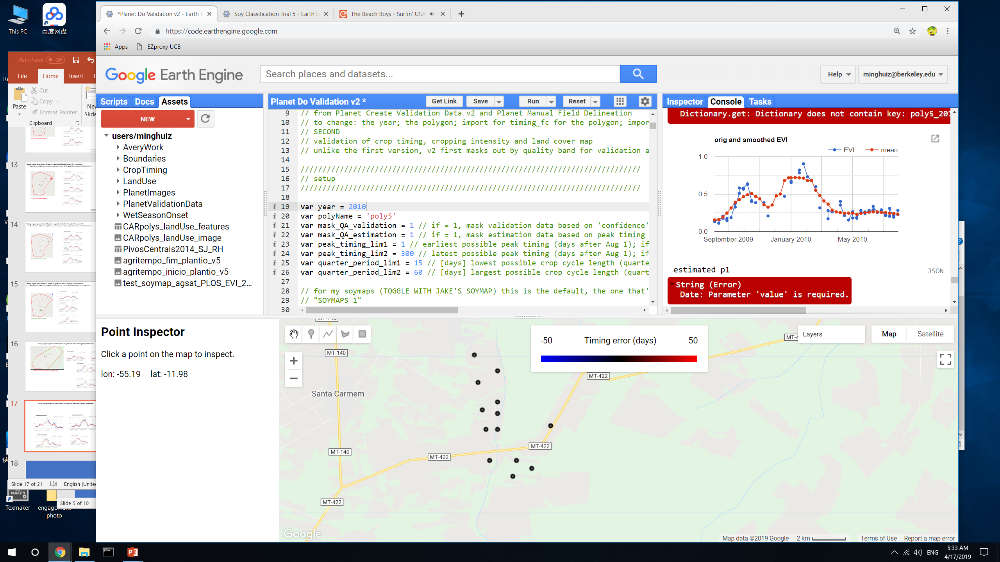 This PC
百度网盘
*Planet Do Validation v2 - Earth E
Soy Classification Trial 5 - Earth E
The Beach Boys - Surfin' USA
https://code.earthengine.google.com
Apps
EZproxy UCB
AutoSave
Off
File
Home
Insert
Paste
Cut
Copy
Format Painter
Clipboard
New
Slide
13
14
15
16
17
18
Slide 17 of 21
English (United
Slide 5 of 10
MAKER
Texmaker
engagement
photo
Google Earth Engine
Search places and datasets...
Help
minghuiz@berkeley.edu
Scripts
Docs
Assets
NEW
users/minghuiz
AveryWork
Boundaries
CropTiming
LandUse
PlanetImages
PlanetValidationData
WetSeasonOnset
CARpolys_landUse_features
CARpolys_landUse_image
PivosCentrais2014_SJ_RH
agritempo_fim_plantio_v5
agritempo_inicio_plantio_v5
test_soymap_agsat_PLOS_EVI_2...
Planet Do Validation v2 *
Get Link
Save
Run
Reset
9 // from Planet Create Validation Data v2 and Planet Manual Field Delineation
10 // to change: the year; the polygon; import for timing_fc for the polygon; impor
11 // SECOND
12 // validation of crop timing, cropping intensity and land cover map
13 // unlike the first version, v2 first masks out by quality band for validation a
14
15 //////////////////////////////////////////////////////////////////////////////
16 // setup
17 //////////////////////////////////////////////////////////////////////////////
18
19 var year = 2010
20 var polyName = 'poly5'
21 var mask_QA_validation = 1 // if = 1, mask validation data based on 'confidence'
22 var mask_QA_estimation = 1 // if = 1, mask estimation data based on peak timing
23 var peak_timing_lim1 = 1 // earliest possible peak timing (days after Aug 1); if
24 var peak_timing_lim2 = 300 // latest possible peak timing (days after Aug 1); if
25 var quarter_period_lim1 = 15 // [days] lowest possible crop cycle length (quarte
26 var quarter_period_lim2 = 60 // [days] largest possible crop cycle length (quart
27
28 // for my soymaps (TOGGLE WITH JAKE'S SOYMAP) this is the default, the one that'
29 // "SOYMAPS 1"
30
Inspector
Console
Tasks
Dictionary.get: Dictionary does not contain key: poly5_201
orig and smoothed EVI
EVI
mean
1.0
0.5
0.0
September 2009
January 2010
May 2010
estimated p1
JSON
String (Error)
Date: Parameter 'value' is required.
Point Inspector
Click a point on the map to inspect.
lon: -55.19 lat: -11.98
-50
Timing error (days)
50
Layers
Map
Satellite
MT-140
MT-140
MT-140
Santa Carmem
MT-422
MT-422
MT-422
MT-422
MT-4
Google
Map data ©2019 Google
2 km
Terms of Use
Report a map error
ENG
5:33 AM
4/17/2019